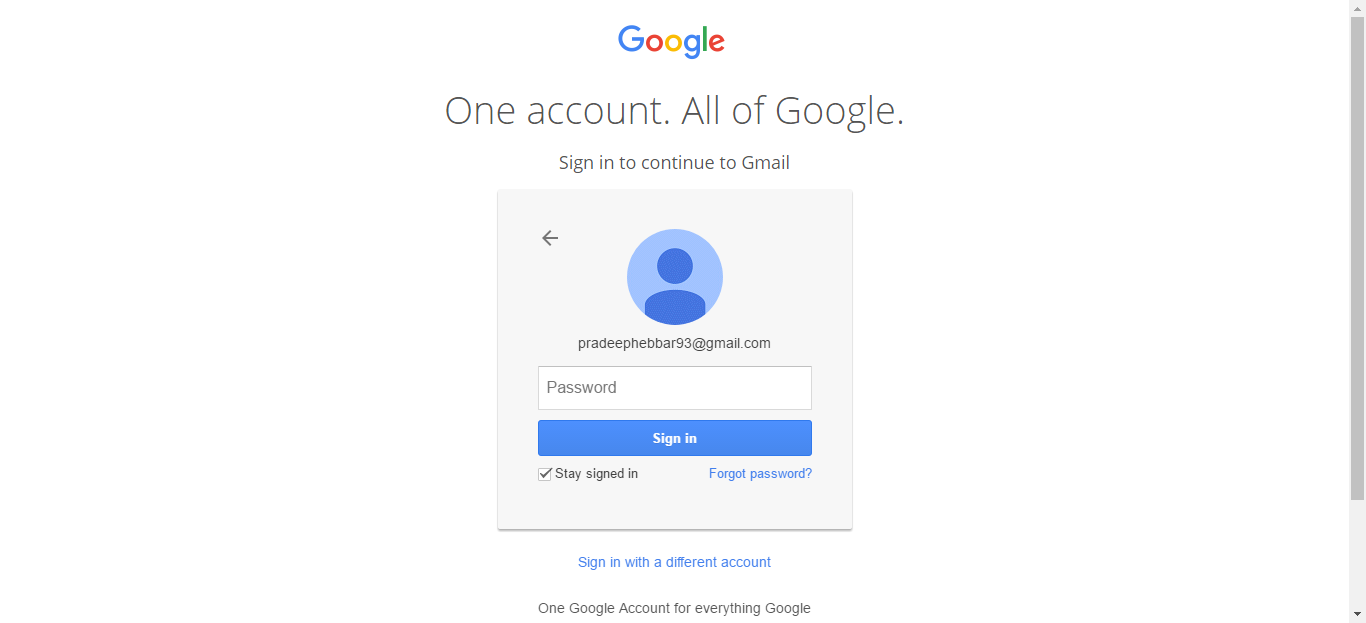 Google
One account. All of Google.
Sign in to continue to Gmail
pradeephebbar93@gmail.com
Password
Sign in
Stay signed in Forgot password?
Sign in with a different account
One Google Account for everything Google